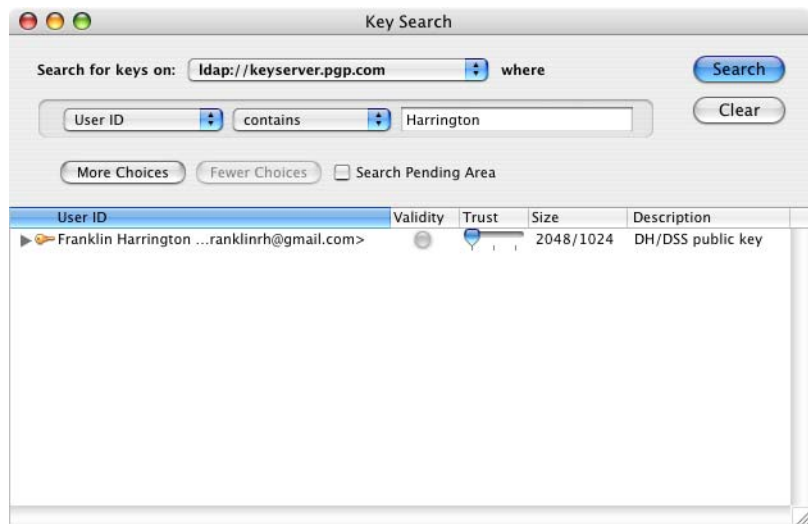 Key Search
Search for keys on: ldap://keyserver.pgp.com where Search
User ID contains Harrington Clear
More Choices Fewer Choices Search Pending Area
User ID Validity Trust Size Description
Franklin Harrington ...ranklinrh@gmail.com> 2048/1024 DH/DSS public key